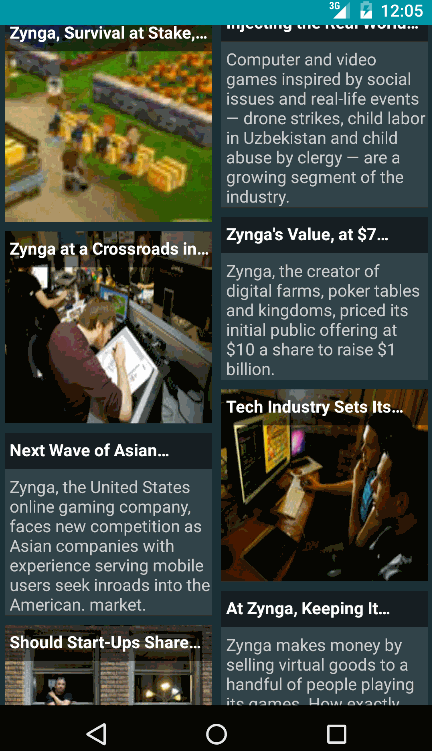 3G 12:05
Zynga, Survival at Stake,...
Zynga at a Crossroads in...
Next Wave of Asian...
Zynga, the United States
online gaming company,
faces new competition as
Asian companies with
experience serving mobile
users seek inroads into the
American. market.
Should Start-Ups Share...
Injecting the Real World...
Computer and video
games inspired by social
issues and real-life events
— drone strikes, child labor
in Uzbekistan and child
abuse by clergy — are a
growing segment of the
industry.
Zynga's Value, at $7...
Zynga, the creator of
digital farms, poker tables
and kingdoms, priced its
initial public offering at
$10 a share to raise $1
billion.
Tech Industry Sets Its...
At Zynga, Keeping It...
Zynga makes money by
selling virtual goods to a
handful of people playing
its games. How exactly